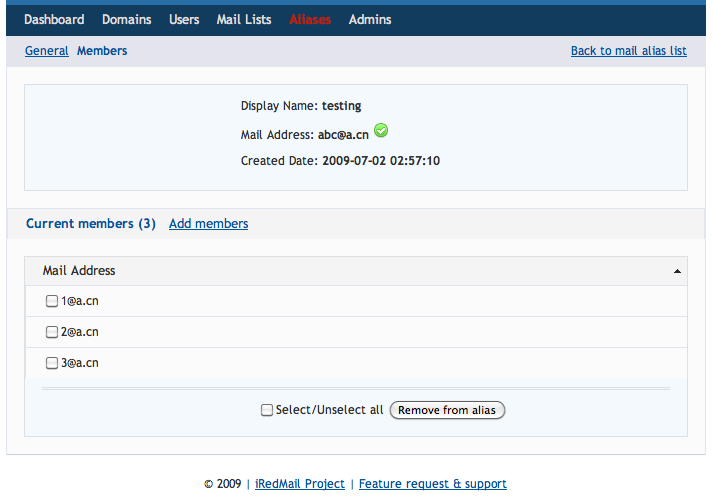 Dashboard Domains Users Mail Lists Aliases Admins
General Members Back to mail alias list
Display Name: testing
Mail Address: abc@a.cn
Created Date: 2009-07-02 02:57:10
Current members (3) Add members
Mail Address
1@a.cn
2@a.cn
3@a.cn
Select/Unselect all Remove from alias
© 2009 | iRedMail Project | Feature request & support